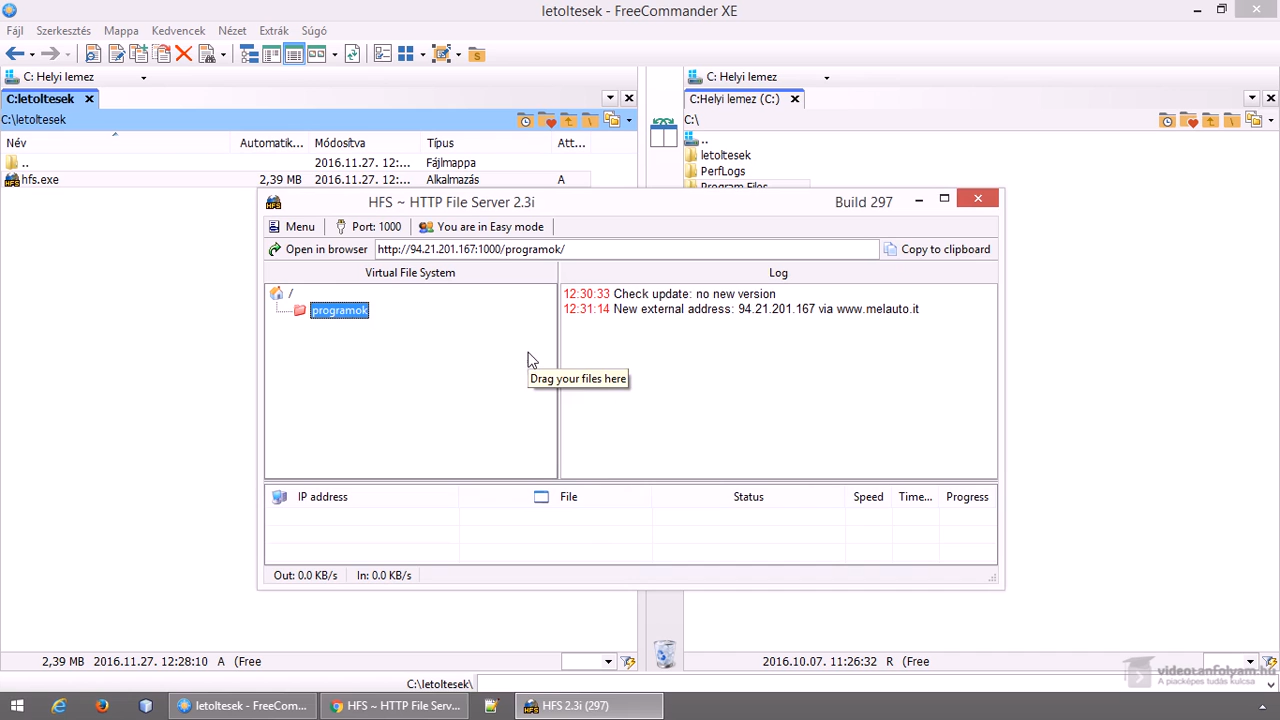 letoltesek - FreeCommander XE
Fájl Szerkesztés Mappa Kedvencek Nézet Extrák Súgó
C: Helyi lemez
C: Helyi lemez
C:letoltesek
C:Helyi lemez (C:)
C:\letoltesek
C:\
Név Automatik... Módosítva Típus Att...
.. 2016.11.27. 12:... Fájlmappa
hfs.exe 2,39 MB 2016.11.27. 12:... Alkalmazás A
..
letoltesek
PerfLogs
Program Files
HFS ~ HTTP File Server 2.3i Build 297
Menu Port: 1000 You are in Easy mode
Open in browser http://94.21.201.167:1000/programok/ Copy to clipboard
Virtual File System Log
/
programok
12:30:33 Check update: no new version
12:31:14 New external address: 94.21.201.167 via www.melauto.it
Drag your files here
IP address File Status Speed Time... Progress
Out: 0.0 KB/s In: 0.0 KB/s
2,39 MB 2016.11.27. 12:28:10 A (Free
2016.10.07. 11:26:32 R (Free
C:\letoltesek\
videotanfolyam.hu
A piacképes tudás kulcsa
letoltesek - FreeComm...
HFS ~ HTTP File Serv...
HFS 2.3i (297)